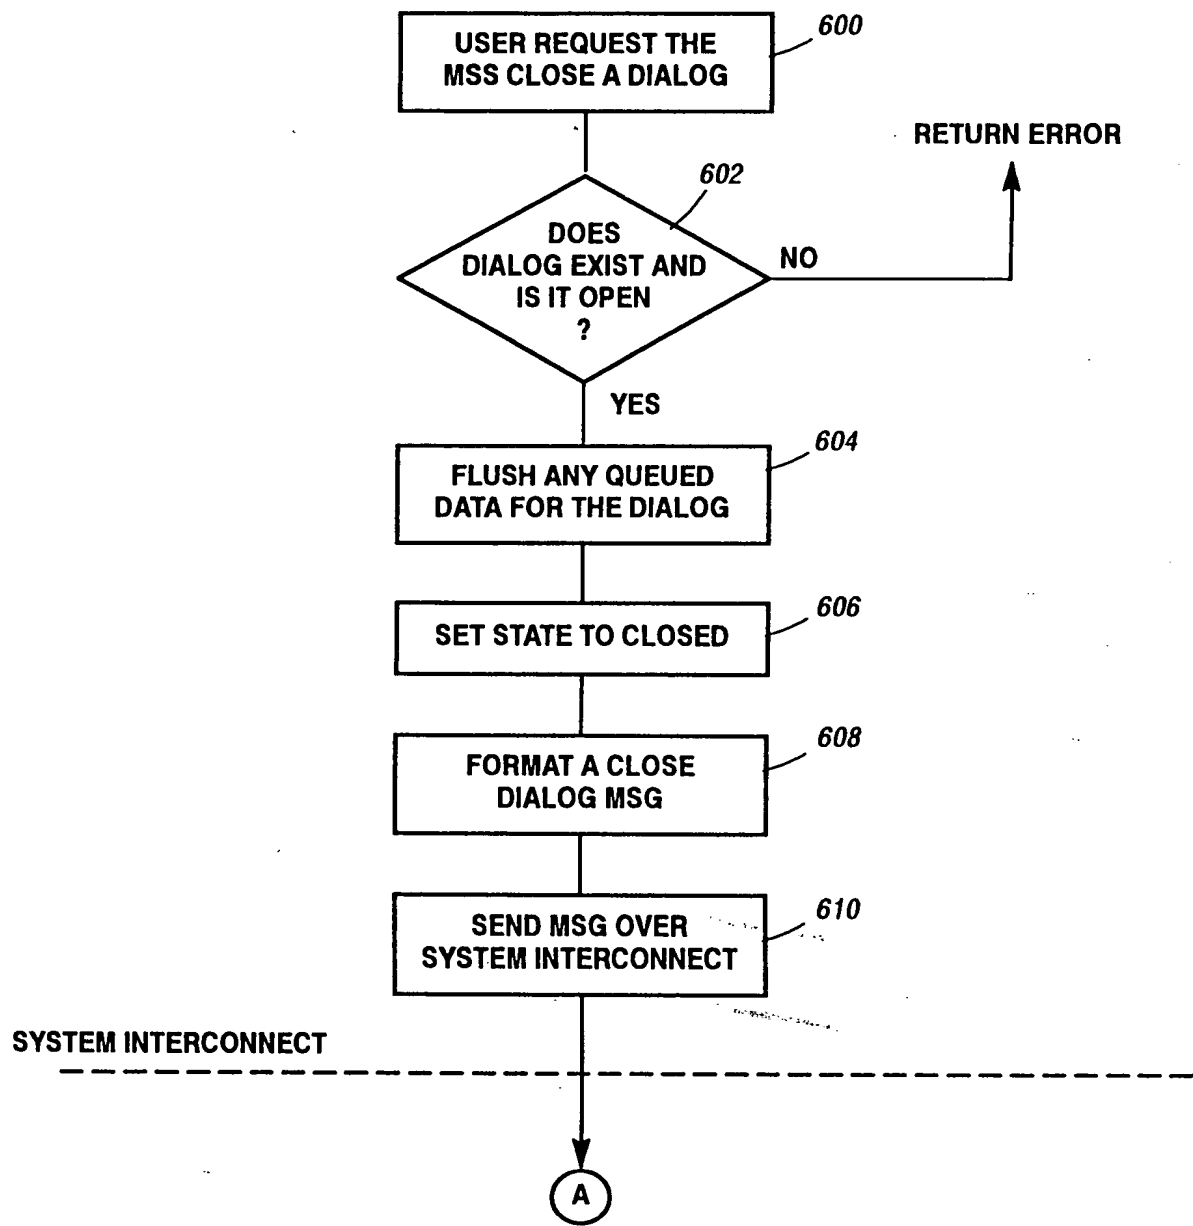 USER REQUEST THE
MSS CLOSE A DIALOG
600
RETURN ERROR
602
DOES
DIALOG EXIST AND
IS IT OPEN
?
NO
YES
604
FLUSH ANY QUEUED
DATA FOR THE DIALOG
606
SET STATE TO CLOSED
608
FORMAT A CLOSE
DIALOG MSG
610
SEND MSG OVER
SYSTEM INTERCONNECT
SYSTEM INTERCONNECT
A